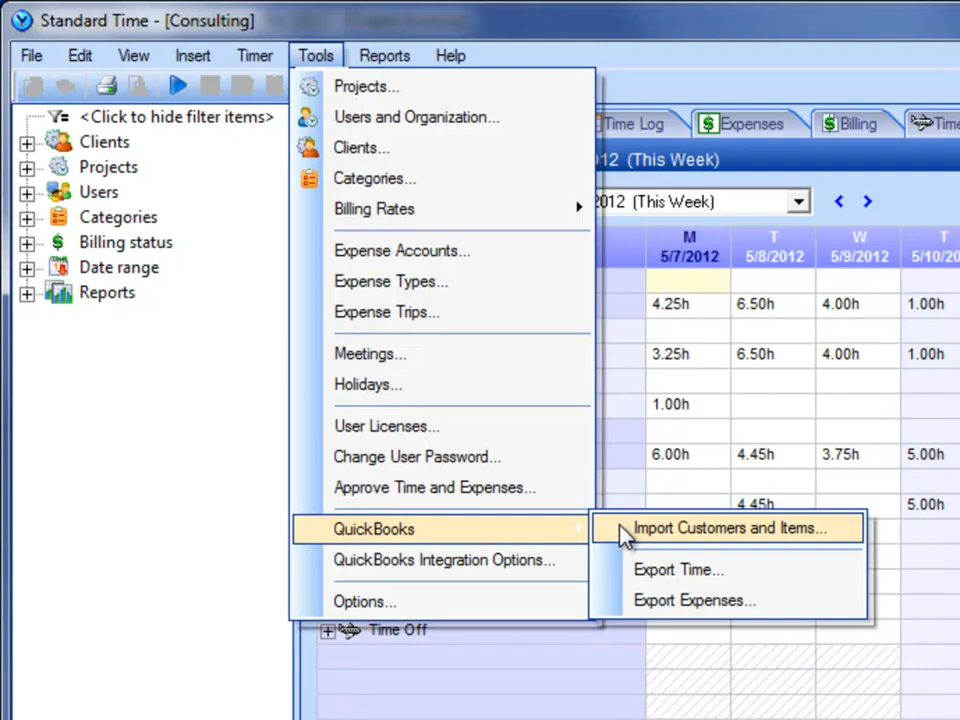 Standard Time - [Consulting]
File Edit View Insert Timer Tools Reports Help
<Click to hide filter items>
Clients
Projects
Users
Categories
Billing status
Date range
Reports
Projects...
Users and Organization...
Clients...
Categories...
Billing Rates
Expense Accounts...
Expense Types...
Expense Trips...
Meetings...
Holidays...
User Licenses...
Change User Password...
Approve Time and Expenses...
QuickBooks
QuickBooks Integration Options...
Options...
Import Customers and Items...
Export Time...
Export Expenses...
Time Log Expenses Billing Time
12 (This Week)
2012 (This Week)
M T W T
5/7/2012 5/8/2012 5/9/2012 5/10/20
4.25h 6.50h 4.00h 1.00h
3.25h 6.50h 4.00h 1.00h
1.00h
6.00h 4.45h 3.75h 5.00h
4.45h 5.00h
Time Off